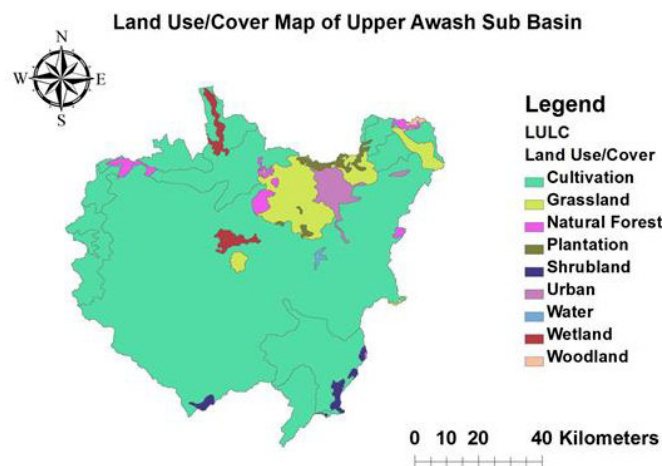 Land Use/Cover Map of Upper Awash Sub Basin
N
W E
S
Legend
LULC
Land Use/Cover
Cultivation
Grassland
Natural Forest
Plantation
Shrubland
Urban
Water
Wetland
Woodland
0 10 20 40 Kilometers